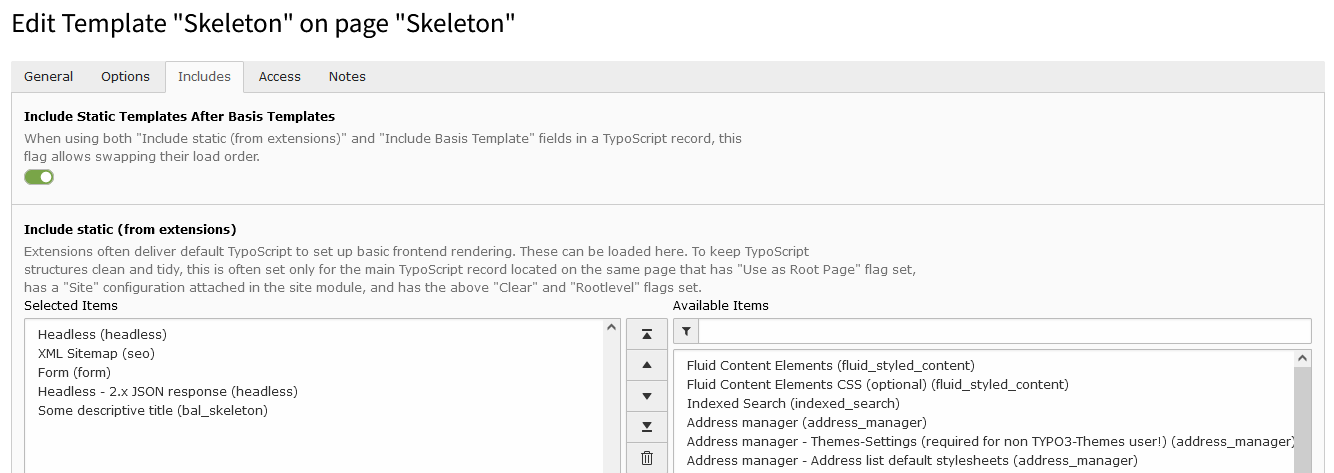 Edit Template "Skeleton" on page "Skeleton"
General Options Includes Access Notes
Include Static Templates After Basis Templates
When using both "Include static (from extensions)" and "Include Basis Template" fields in a TypoScript record, this
flag allows swapping their load order.
Include static (from extensions)
Extensions often deliver default TypoScript to set up basic frontend rendering. These can be loaded here. To keep TypoScript
structures clean and tidy, this is often set only for the main TypoScript record located on the same page that has "Use as Root Page" flag set,
has a "Site" configuration attached in the site module, and has the above "Clear" and "Rootlevel" flags set.
Selected Items
Headless (headless)
XML Sitemap (seo)
Form (form)
Headless - 2.x JSON response (headless)
Some descriptive title (bal_skeleton)
Available Items
Fluid Content Elements (fluid_styled_content)
Fluid Content Elements CSS (optional) (fluid_styled_content)
Indexed Search (indexed_search)
Address manager (address_manager)
Address manager - Themes-Settings (required for non TYPO3-Themes user!) (address_manager)
Address manager - Address list default stylesheets (address_manager)